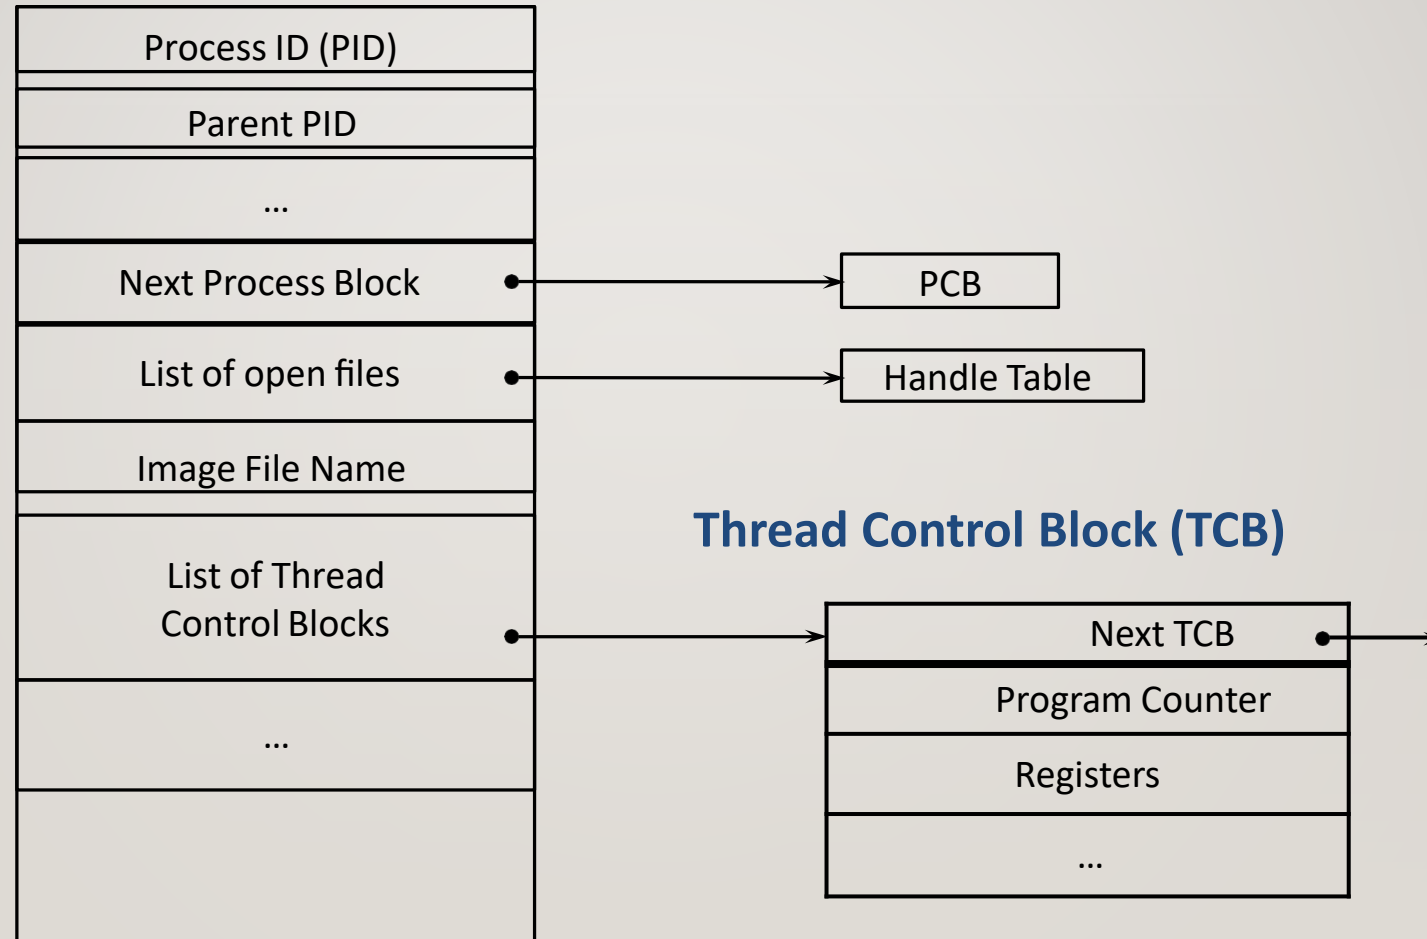 Process ID (PID)
Parent PID
...
Next Process Block
PCB
List of open files
Handle Table
Image File Name
List of Thread
Control Blocks
...
Thread Control Block (TCB)
Next TCB
Program Counter
Registers
...